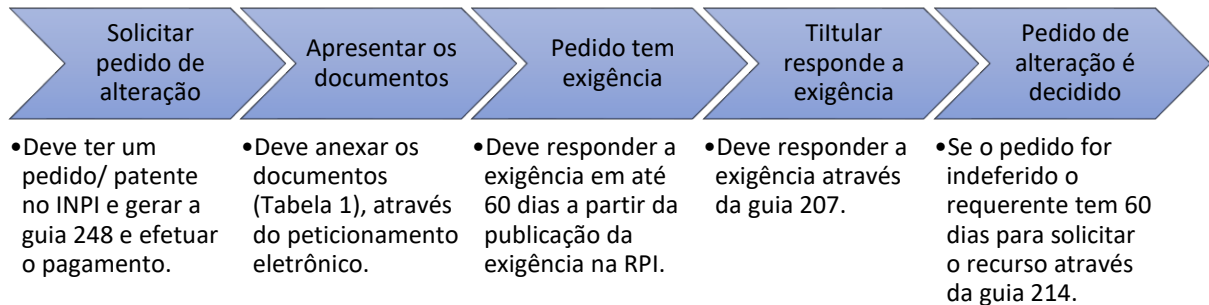 Solicitar
pedido de
alteração
Apresentar os
documentos
Pedido tem
exigência
TiItular
responde a
exigência
Pedido de
alteração é
decidido
•Deve ter um
pedido/ patente
no INPI e gerar a
guia 248 e efetuar
o pagamento.
•Deve anexar os
documentos
(Tabela 1), através
do peticionamento
eletrônico.
•Deve responder a
exigência em até
60 dias a partir da
publicação da
exigência na RPI.
•Deve responder a
exigência através
da guia 207.
•Se o pedido for
indeferido o
requerente tem 60
dias para solicitar
o recurso através
da guia 214.